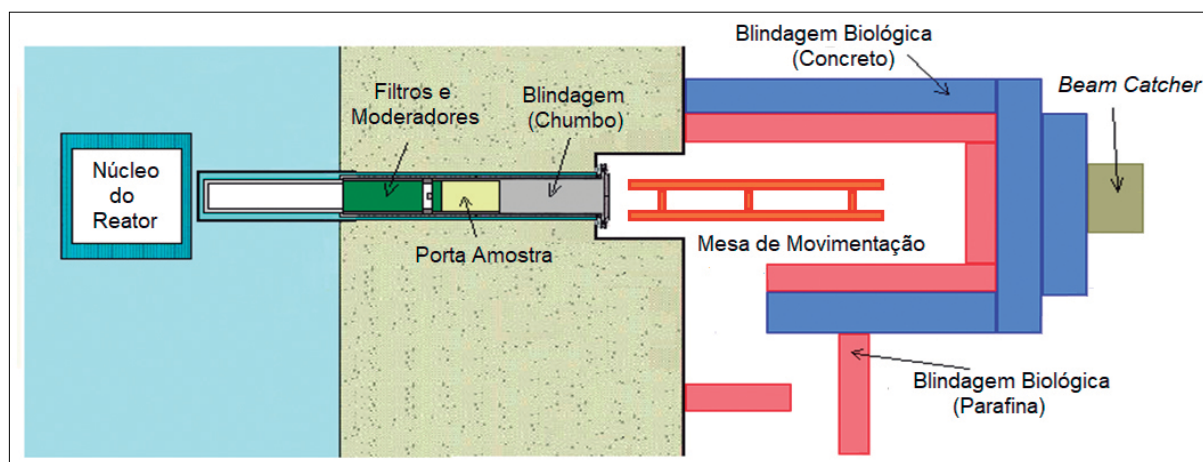 Blindagem Biológica
(Concreto)
Beam Catcher
Filtros e
Moderadores
Blindagem
(Chumbo)
Núcleo
do
Reator
Porta Amostra
Mesa de Movimentação
Blindagem Biológica
(Parafina)